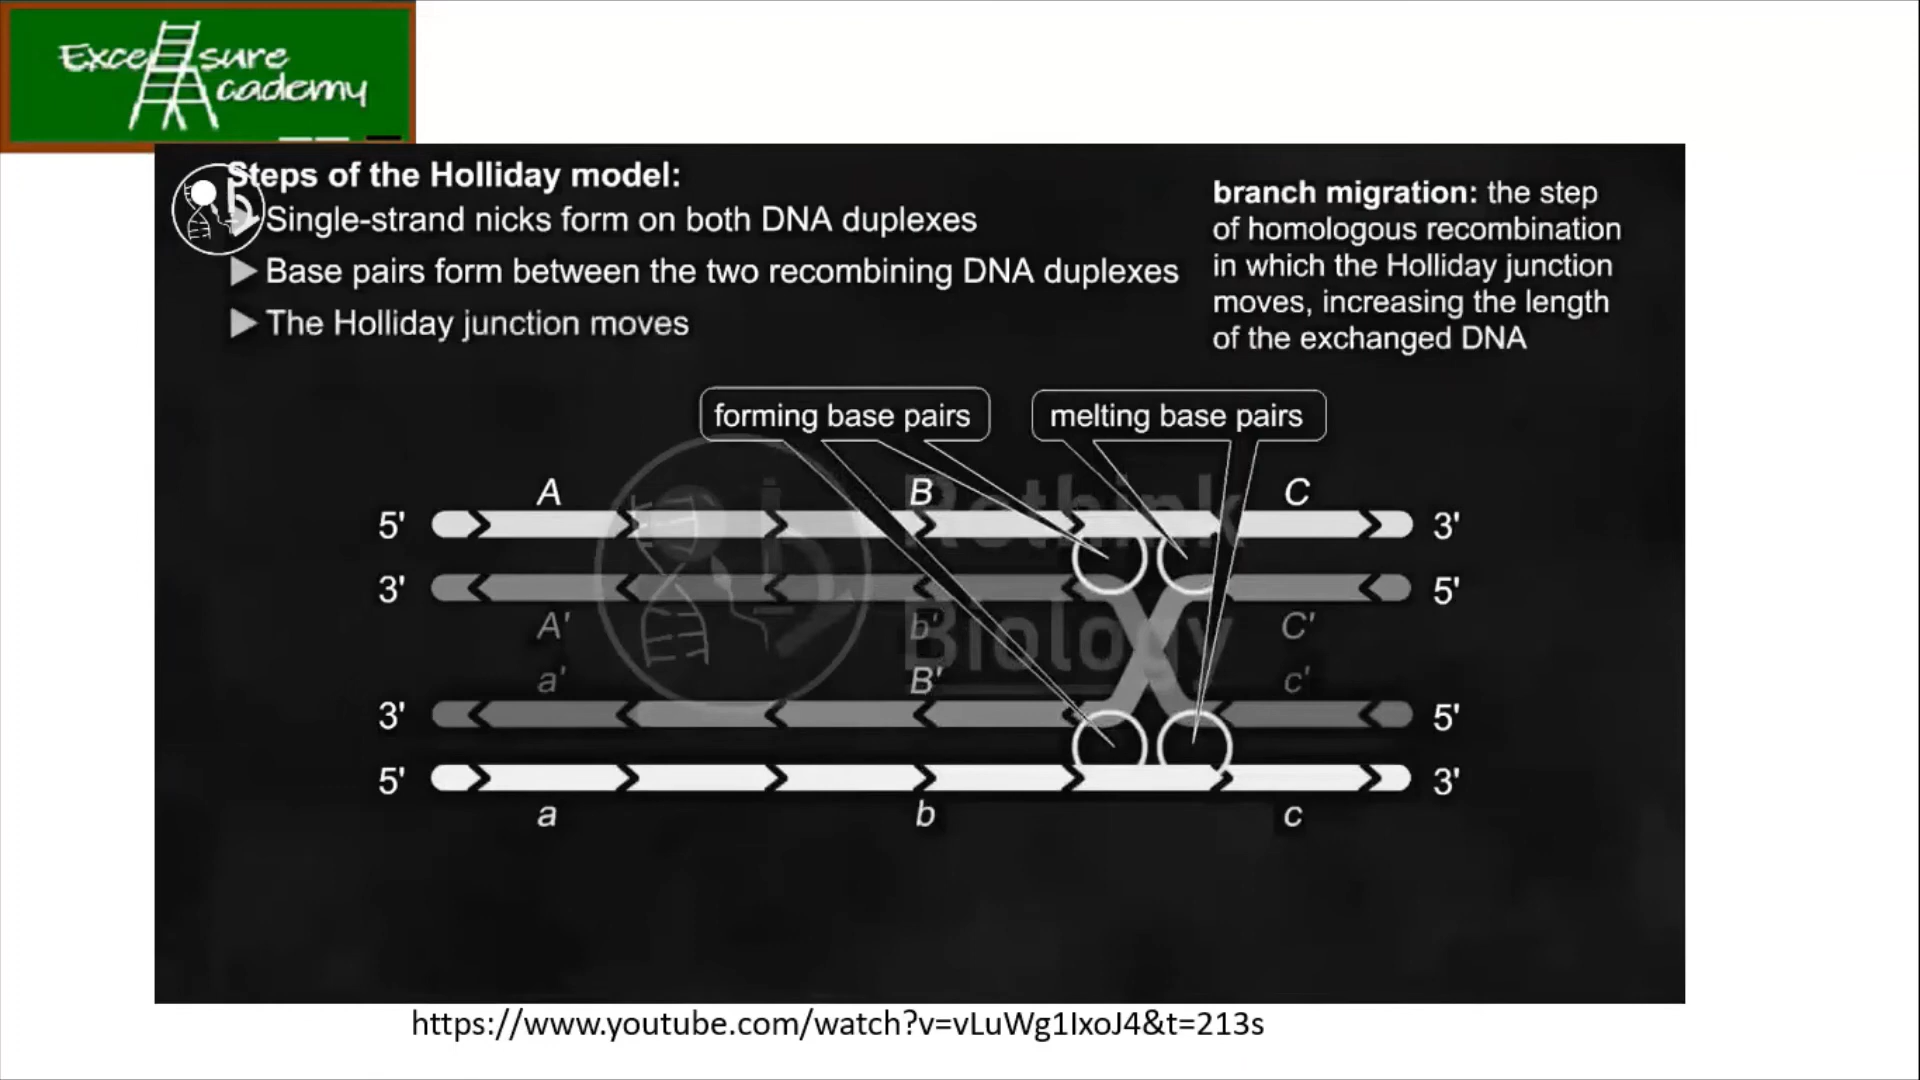 Excellsure
Academy
Steps of the Holliday model:
Single-strand nicks form on both DNA duplexes
Base pairs form between the two recombining DNA duplexes
The Holliday junction moves
branch migration: the step
of homologous recombination
in which the Holliday junction
moves, increasing the length
of the exchanged DNA
forming base pairs
melting base pairs
A B C
5' 3'
3' 5'
A' b' C'
a' B' c'
3' 5'
5' 3'
a b c
Rethink
Biology
https://www.youtube.com/watch?v=vLuWg1IxoJ4&t=213s